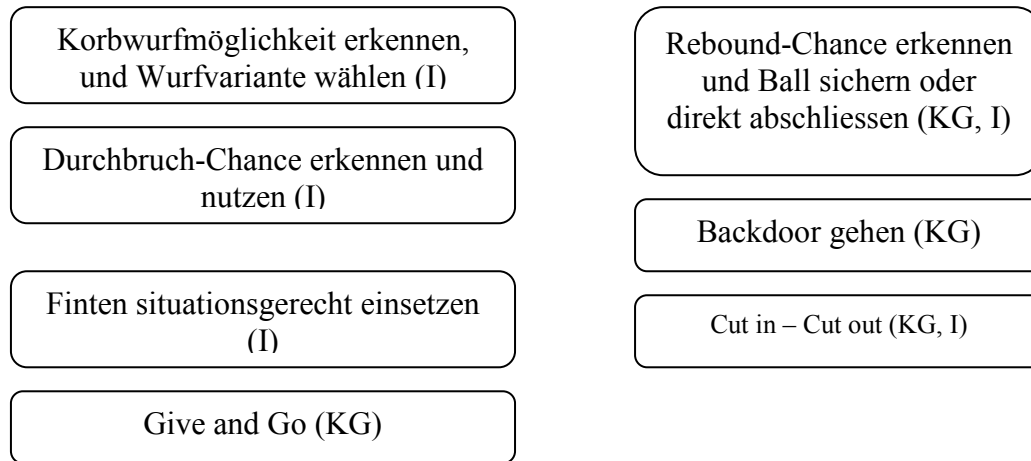 Korbwurfmöglichkeit erkennen,
und Wurfvariante wählen (I)
Durchbruch-Chance erkennen und
nutzen (I)
Finten situationsgerecht einsetzen
(I)
Give and Go (KG)
Rebound-Chance erkennen
und Ball sichern oder
direkt abschliessen (KG, I)
Backdoor gehen (KG)
Cut in – Cut out (KG, I)